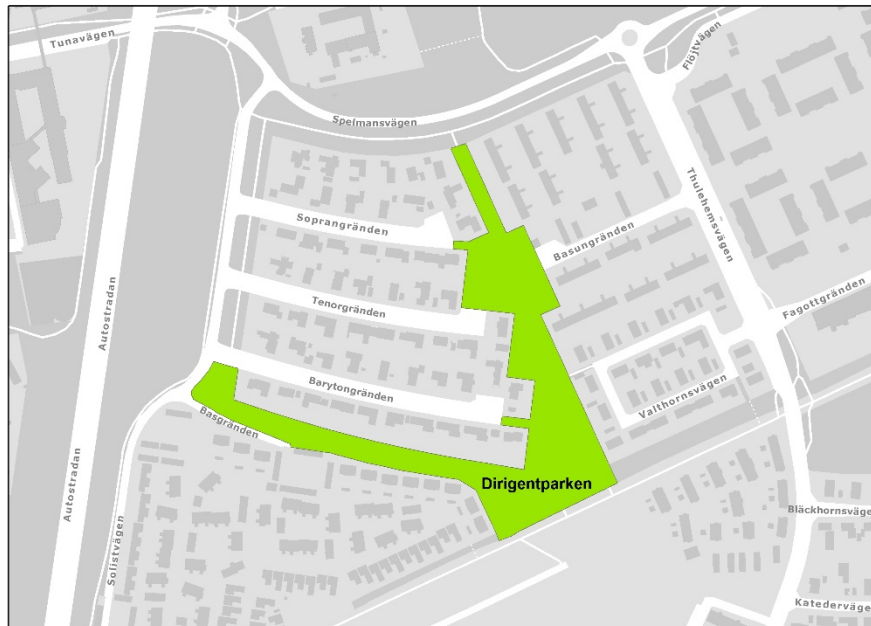 Tunavägen
Flöjtvägen
Spelmansvägen
Thulehemsvägen
Soprangränden
Basungränden
Autostradan
Tenorgränden
Fagottgränden
Barytongränden
Valthornsvägen
Basgränden
Dirigentparken
Autostradan
Solistvägen
Bläckhornsväge
Katederväge